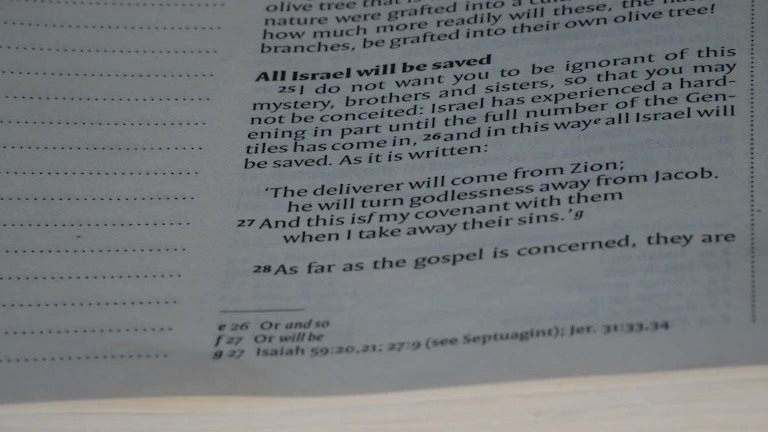 olive tree that is
nature were grafted into a
how much more readily will these, the
branches, be grafted into their own olive tree!
All Israel will be saved
25 I do not want you to be ignorant of this
mystery, brothers and sisters, so that you may
not be conceited: Israel has experienced a hard-
ening in part until the full number of the Gen-
tiles has come in, 26 and in this way e all Israel will
be saved. As it is written:
‘The deliverer will come from Zion;
he will turn godlessness away from Jacob.
27 And this is f my covenant with them
when I take away their sins.’ g
28 As far as the gospel is concerned, they are
e 26 Or and so
f 27 Or will be
g 27 Isaiah 59:20,21; 27:9 (see Septuagint); Jer. 31:33,34